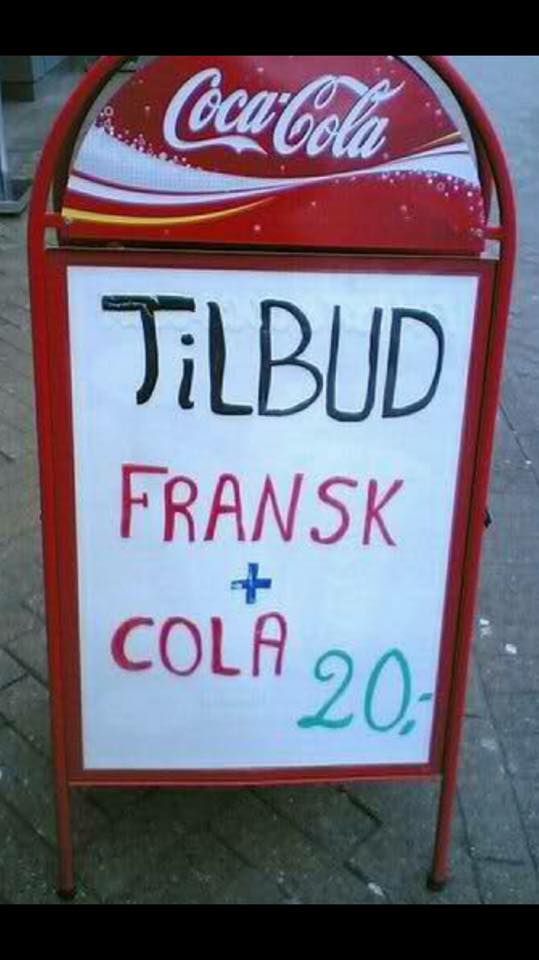 Coca-Cola
TiLBUD
FRANSK
+
COLA
20,-